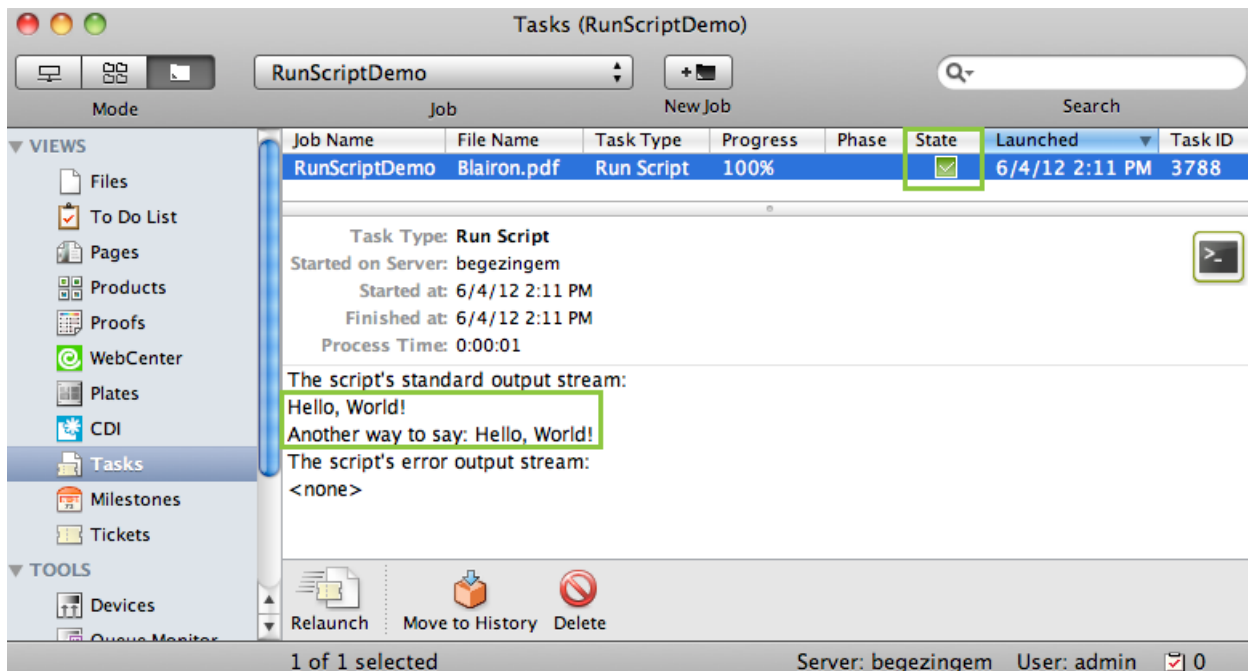 Tasks (RunScriptDemo)
RunScriptDemo
Mode Job New Job Search
VIEWS
Files
To Do List
Pages
Products
Proofs
WebCenter
Plates
CDI
Tasks
Milestones
Tickets
TOOLS
Devices
Queue Monitor
Job Name File Name Task Type Progress Phase State Launched Task ID
RunScriptDemo Blairon.pdf Run Script 100% 6/4/12 2:11 PM 3788
Task Type: Run Script
Started on Server: begezingem
Started at: 6/4/12 2:11 PM
Finished at: 6/4/12 2:11 PM
Process Time: 0:00:01
The script's standard output stream:
Hello, World!
Another way to say: Hello, World!
The script's error output stream:
<none>
Relaunch Move to History Delete
1 of 1 selected Server: begezingem User: admin 0